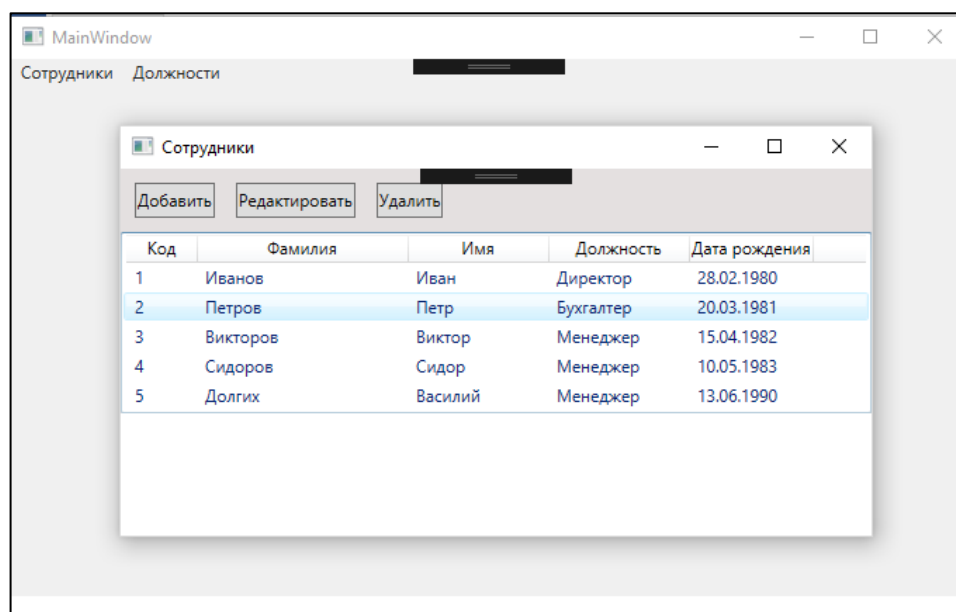 MainWindow
Сотрудники Должности
Сотрудники
Добавить Редактировать Удалить
Код Фамилия Имя Должность Дата рождения
1 Иванов Иван Директор 28.02.1980
2 Петров Петр Бухгалтер 20.03.1981
3 Викторов Виктор Менеджер 15.04.1982
4 Сидоров Сидор Менеджер 10.05.1983
5 Долгих Василий Менеджер 13.06.1990